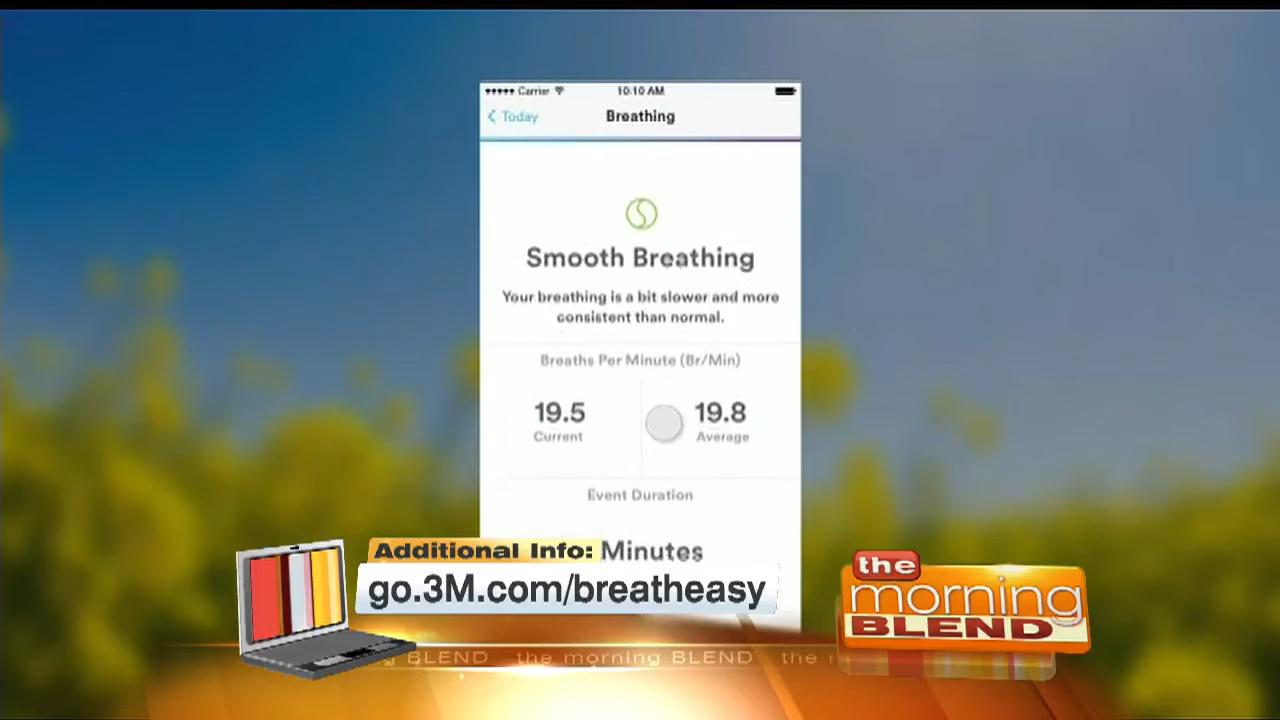 Carrier 10:10 AM
Today Breathing
Smooth Breathing
Your breathing is a bit slower and more
consistent than normal.
Breaths Per Minute (Br/Min)
19.5 19.8
Current Average
Event Duration
Minutes
Additional Info:
go.3M.com/breatheasy
the
morning
BLEND
g BLEND the morning BLEND the